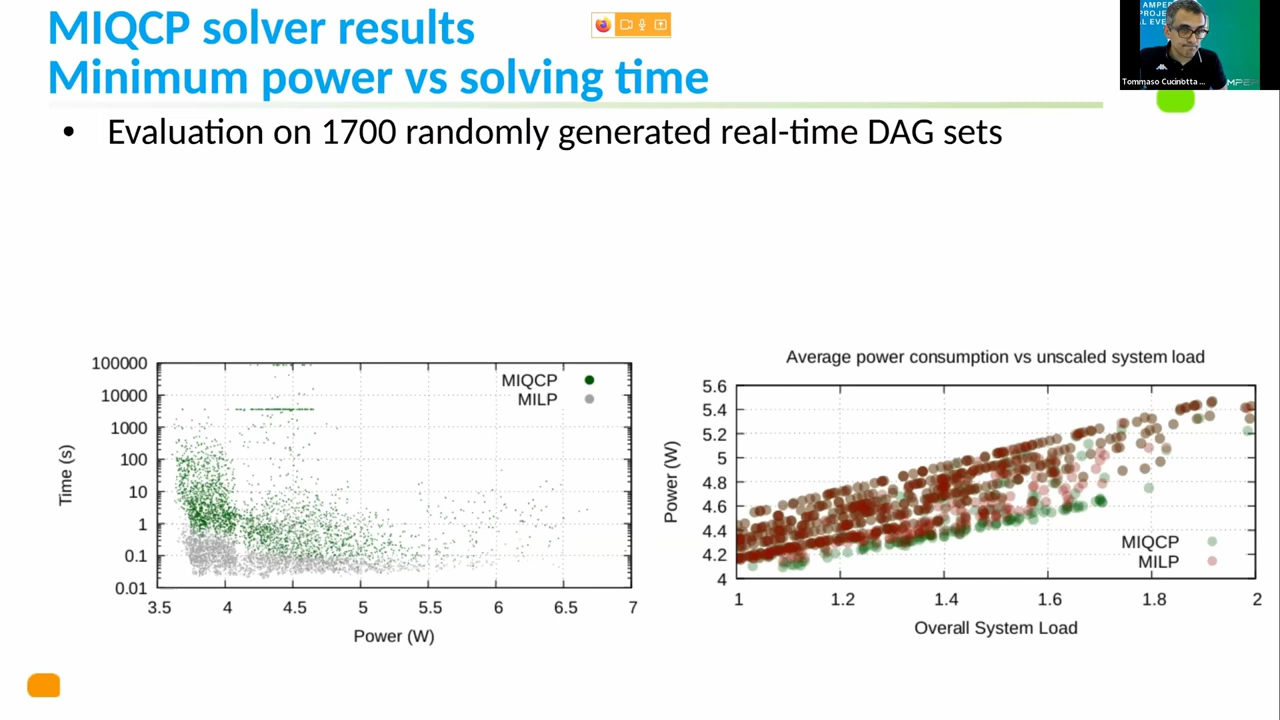 MIQCP solver results
Minimum power vs solving time
• Evaluation on 1700 randomly generated real-time DAG sets
AMPER
PROJE
L EVE
MPER
Tommaso Cucinotta ...
100000
10000
1000
100
10
1
0.1
0.01
Time (s)
MIQCP
MILP
3.5 4 4.5 5 5.5 6 6.5 7
Power (W)
Average power consumption vs unscaled system load
5.6
5.4
5.2
5
4.8
4.6
4.4
4.2
4
Power (W)
MIQCP
MILP
1 1.2 1.4 1.6 1.8 2
Overall System Load